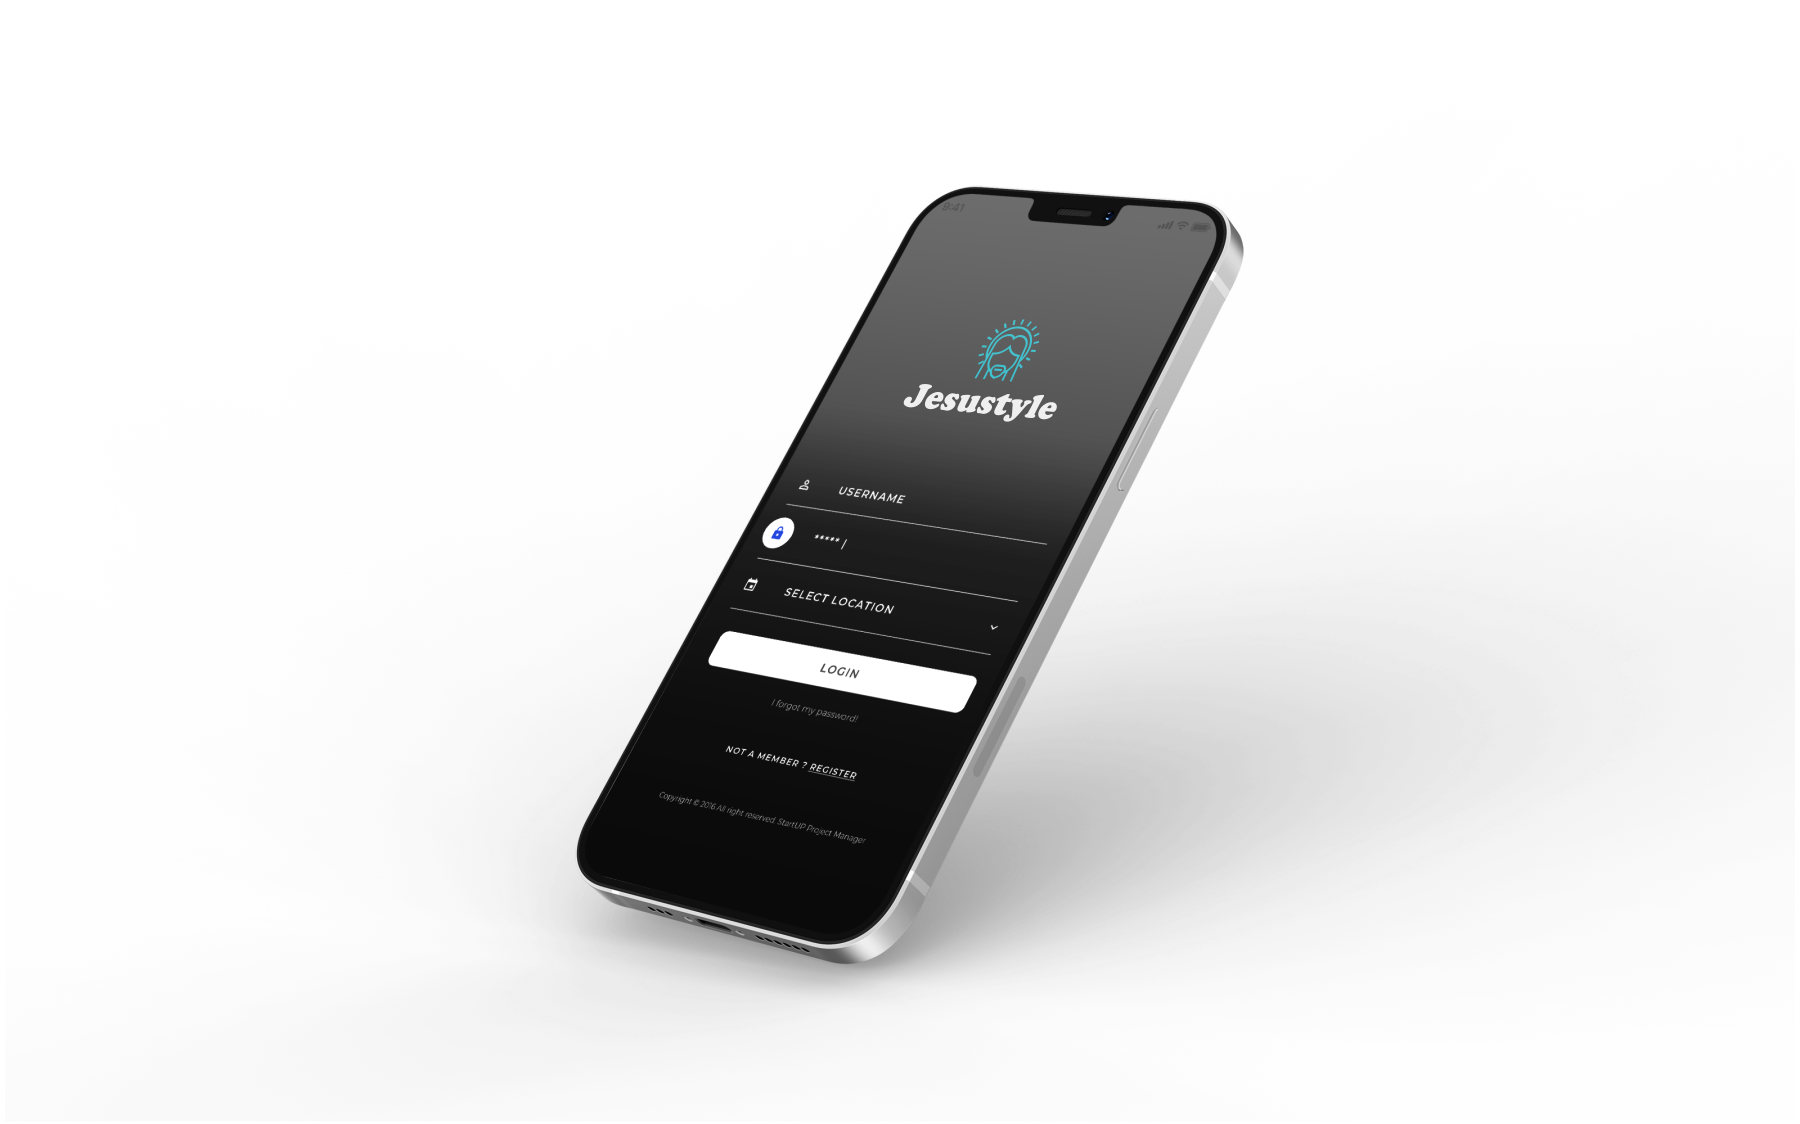 9:41
Jesustyle
USERNAME
***** |
SELECT LOCATION
LOGIN
I forgot my password!
NOT A MEMBER ? REGISTER
Copyright © 2016 All right reserved. StartUP Project Manager